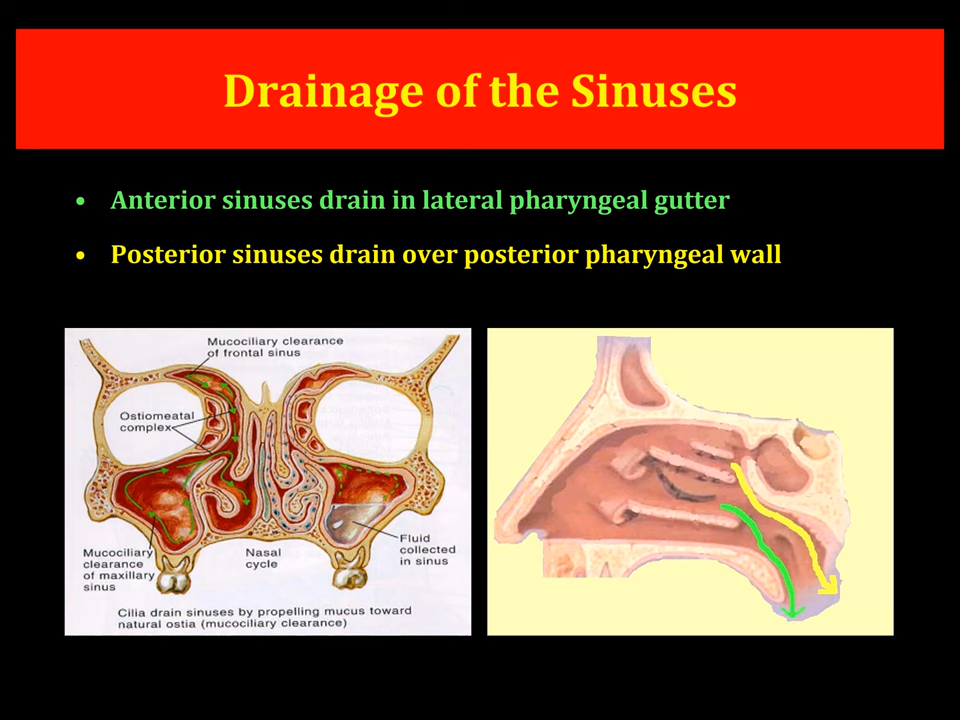 Drainage of the Sinuses
• Anterior sinuses drain in lateral pharyngeal gutter
• Posterior sinuses drain over posterior pharyngeal wall
Mucociliary clearance
of frontal sinus
Ostiomeatal
complex
Mucociliary
clearance
of maxillary
sinus
Nasal
cycle
Fluid
collected
in sinus
Cilia drain sinuses by propelling mucus toward
natural ostia (mucociliary clearance)